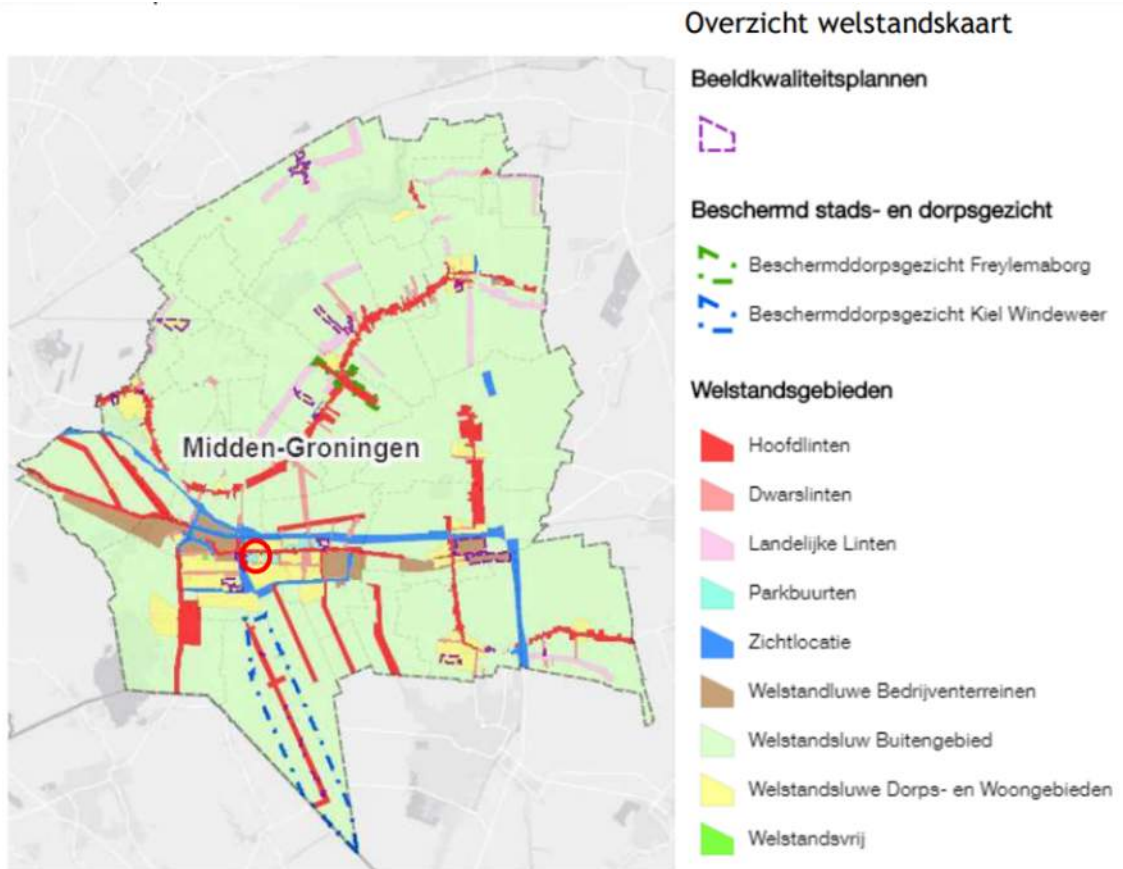 Overzicht welstandskaart
Beeldkwaliteitsplannen
Beschermd stads- en dorpsgezicht
Beschermddorpsgezicht Freylemaborg
Beschermddorpsgezicht Kiel Windeweer
Welstandsgebieden
Hoofdlinten
Dwarslinten
Landelijke Linten
Parkbuurten
Zichtlocatie
Welstandluwe Bedrijventerreinen
Welstandsluw Buitengebied
Welstandsluwe Dorps- en Woongebieden
Welstandsvrij
Midden-Groningen